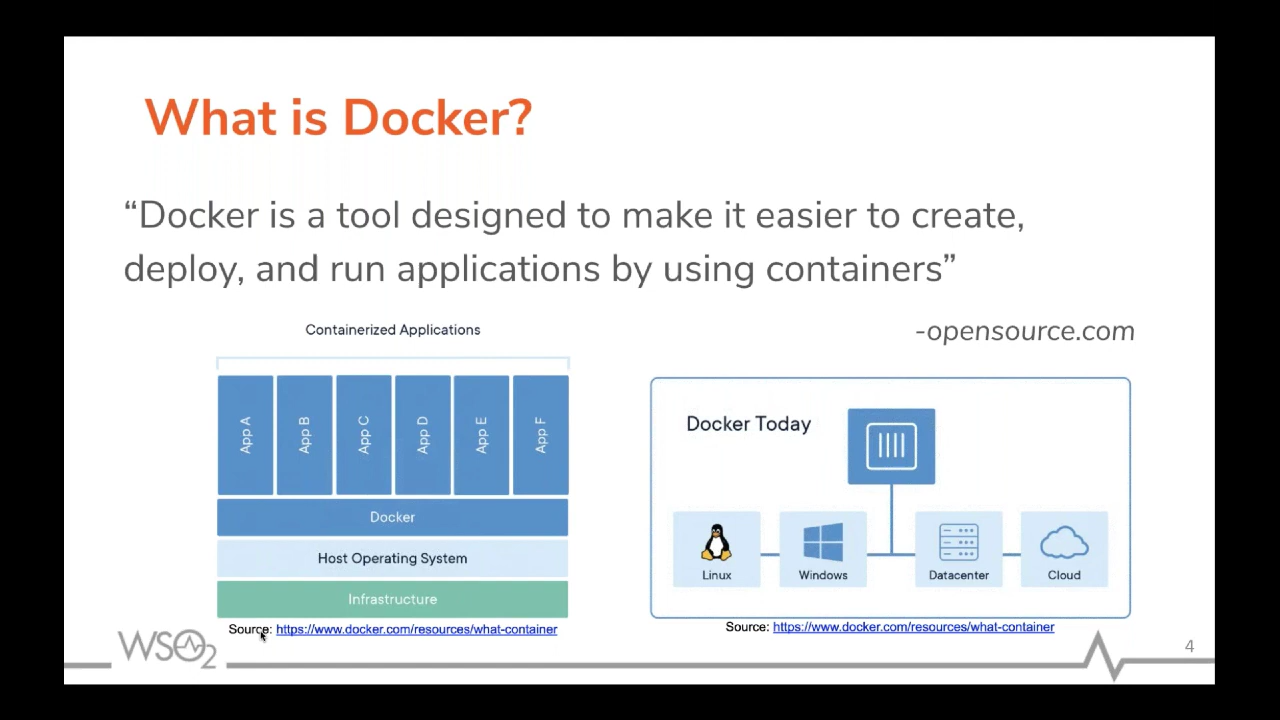 What is Docker?
“Docker is a tool designed to make it easier to create,
deploy, and run applications by using containers”
-opensource.com
Containerized Applications
App A
App B
App C
App D
App E
App F
Docker
Host Operating System
Infrastructure
Source: https://www.docker.com/resources/what-container
Docker Today
Linux
Windows
Datacenter
Cloud
Source: https://www.docker.com/resources/what-container
WSO2
4